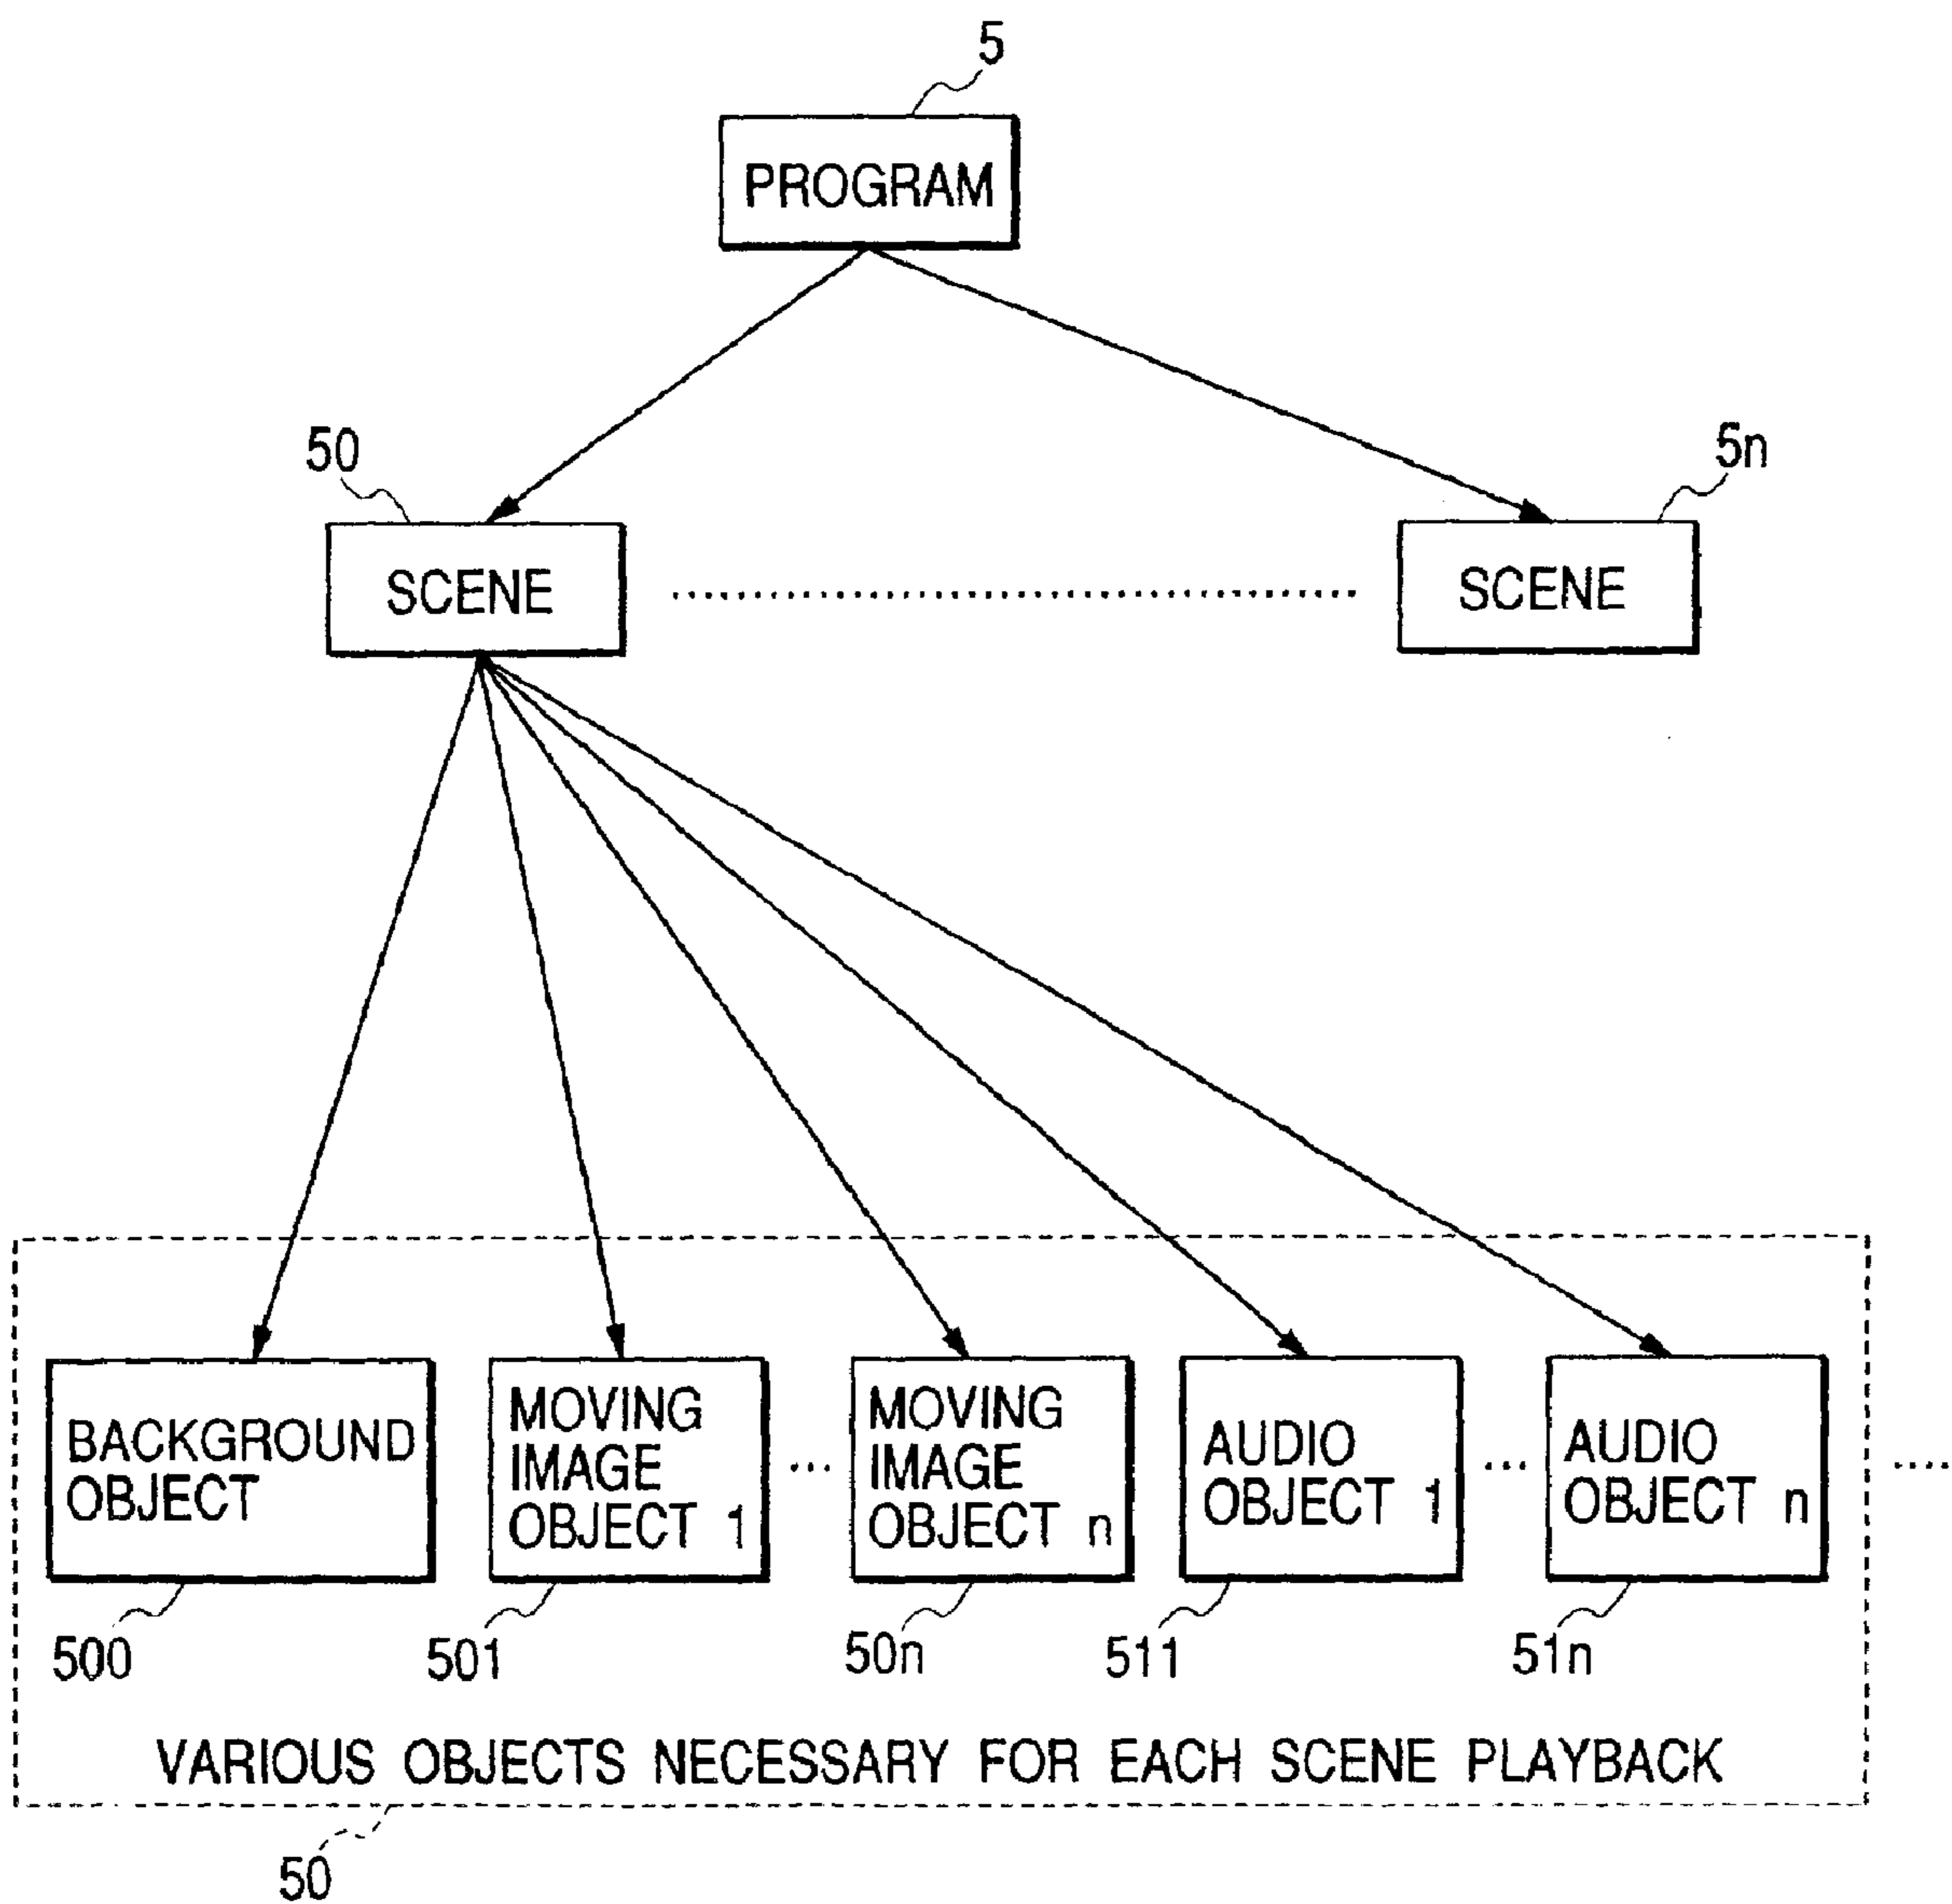 5
PROGRAM
50
5n
SCENE
SCENE
BACKGROUND
OBJECT
MOVING
IMAGE
OBJECT 1
...
MOVING
IMAGE
OBJECT n
AUDIO
OBJECT 1
...
AUDIO
OBJECT n
....
500
501
50n
511
51n
VARIOUS OBJECTS NECESSARY FOR EACH SCENE PLAYBACK
50